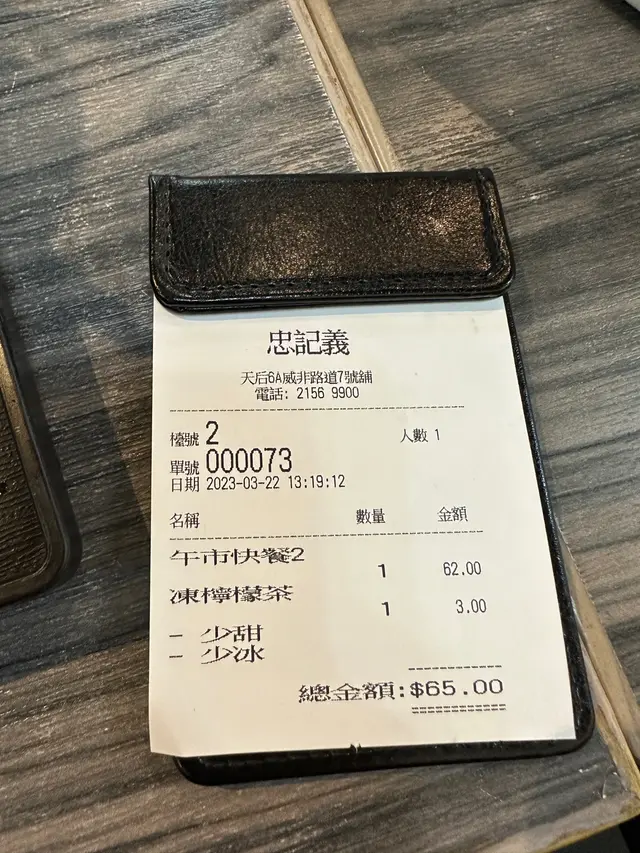 忠記義
天后6A威非路道7號舖
電話: 2156 9900
檯號 2 人數 1
單號 000073
日期 2023-03-22 13:19:12
名稱 數量 金額
午市快餐2 1 62.00
凍檸檬茶 1 3.00
- 少甜
- 少冰
總金額:$65.00